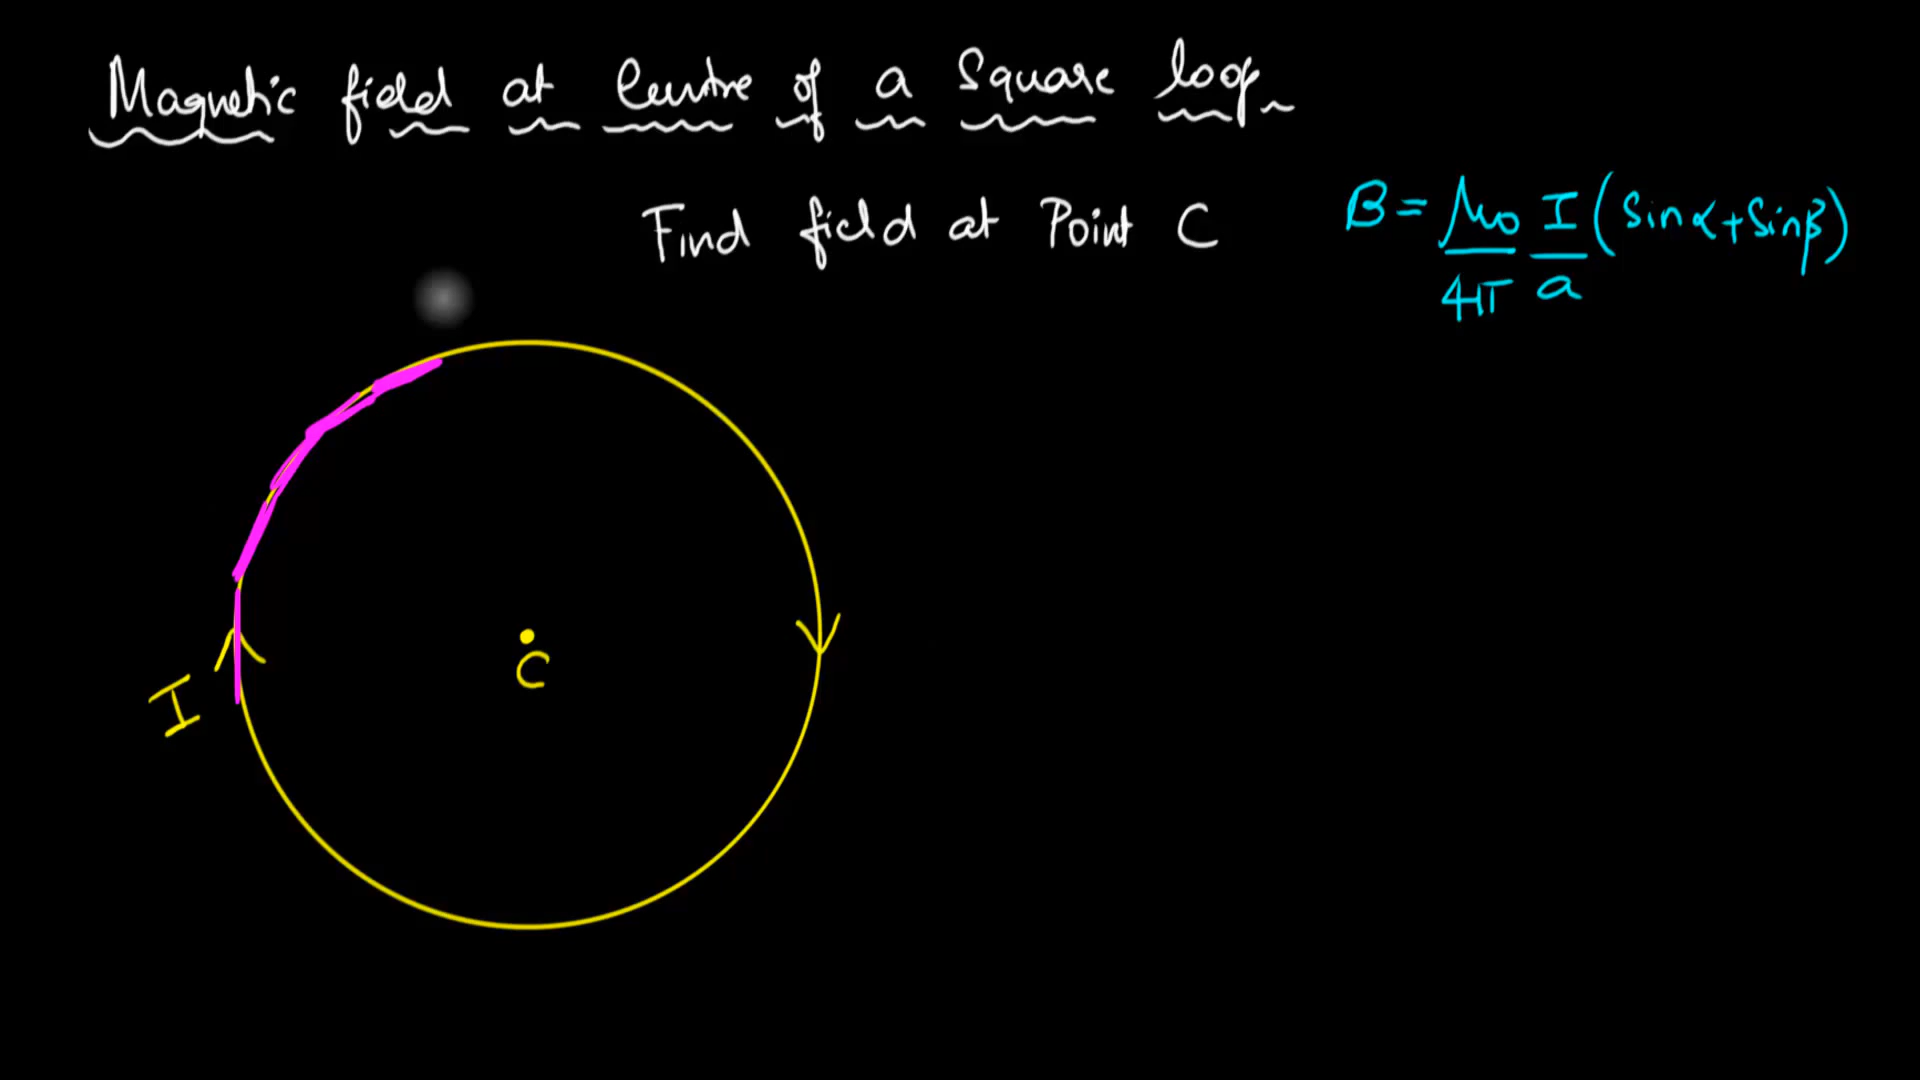 Magnetic field at Centre of a Square loop
Find field at Point C
B = μ₀/4π I/a (Sinα + Sinβ)
C
I